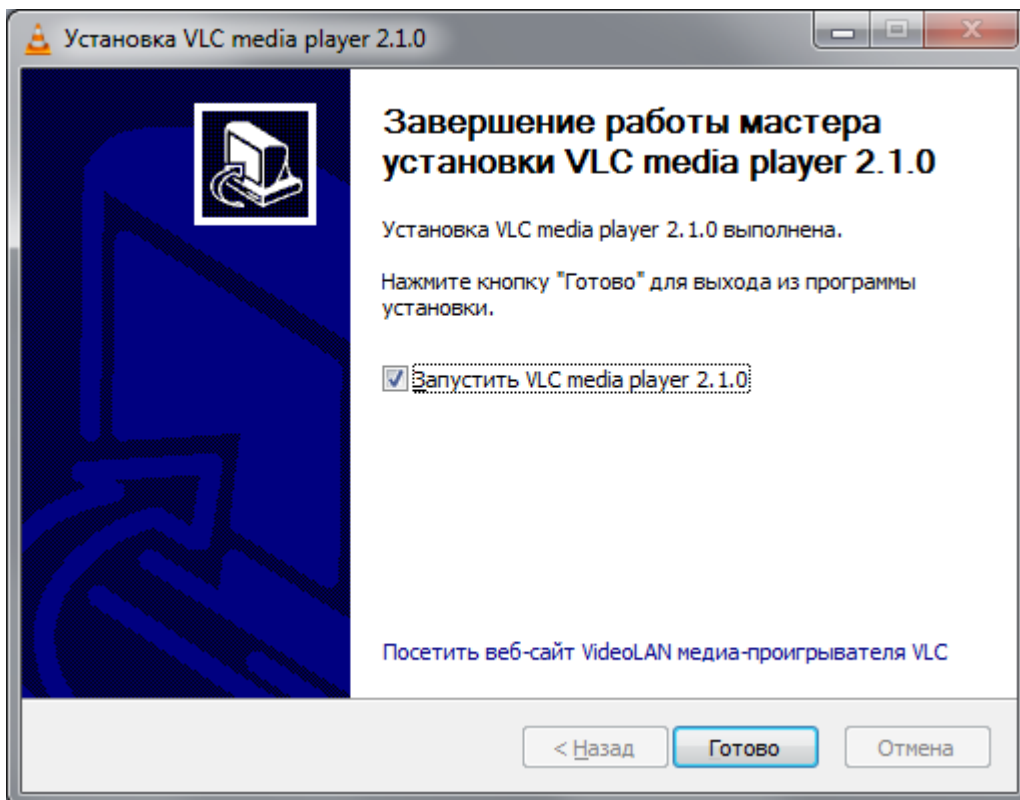 Установка VLC media player 2.1.0
Завершение работы мастера
установки VLC media player 2.1.0
Установка VLC media player 2.1.0 выполнена.
Нажмите кнопку "Готово" для выхода из программы
установки.
Запустить VLC media player 2.1.0
Посетить веб-сайт VideoLAN медиа-проигрывателя VLC
< Назад Готово Отмена